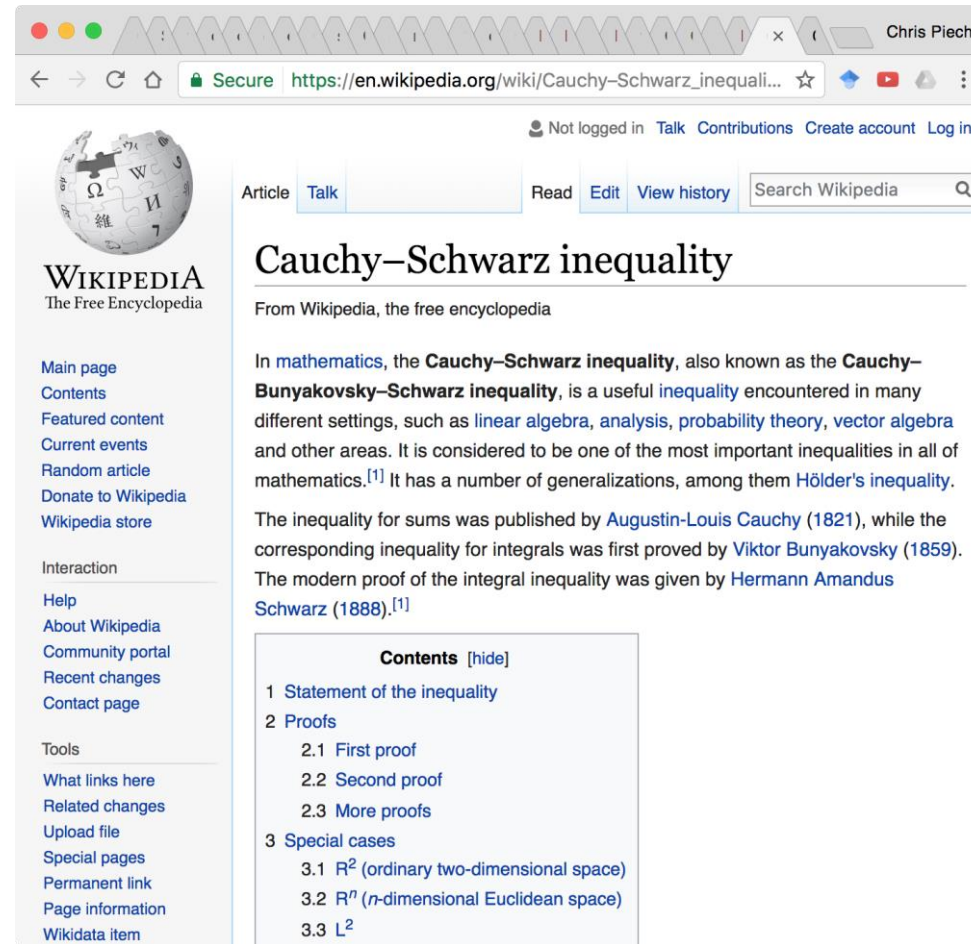 Chris Piech
Secure https://en.wikipedia.org/wiki/Cauchy–Schwarz_inequali...
Not logged in Talk Contributions Create account Log in
Article Talk Read Edit View history Search Wikipedia
WIKIPEDIA
The Free Encyclopedia
Main page
Contents
Featured content
Current events
Random article
Donate to Wikipedia
Wikipedia store
Interaction
Help
About Wikipedia
Community portal
Recent changes
Contact page
Tools
What links here
Related changes
Upload file
Special pages
Permanent link
Page information
Wikidata item
Cauchy–Schwarz inequality
From Wikipedia, the free encyclopedia
In mathematics, the Cauchy–Schwarz inequality, also known as the Cauchy–
Bunyakovsky–Schwarz inequality, is a useful inequality encountered in many
different settings, such as linear algebra, analysis, probability theory, vector algebra
and other areas. It is considered to be one of the most important inequalities in all of
mathematics.[1] It has a number of generalizations, among them Hölder's inequality.
The inequality for sums was published by Augustin-Louis Cauchy (1821), while the
corresponding inequality for integrals was first proved by Viktor Bunyakovsky (1859).
The modern proof of the integral inequality was given by Hermann Amandus
Schwarz (1888).[1]
Contents [hide]
1 Statement of the inequality
2 Proofs
2.1 First proof
2.2 Second proof
2.3 More proofs
3 Special cases
3.1 R² (ordinary two-dimensional space)
3.2 Rⁿ (n-dimensional Euclidean space)
3.3 L²